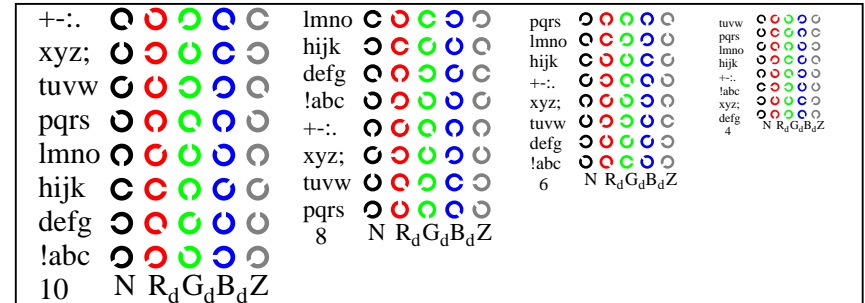 +-:.
xyz;
tuvw
pqrs
lmno
hijk
defg
!abc
10 N RdGdBdZ
lmno
hijk
defg
!abc
+-:.
xyz;
tuvw
pqrs
8 N RdGdBdZ
pqrs
lmno
hijk
+-:.
xyz;
tuvw
defg
!abc
6 N RdGdBdZ
tuvw
pqrs
lmno
hijk
+-:.
!abc
xyz;
defg
4 N RdGdBdZ